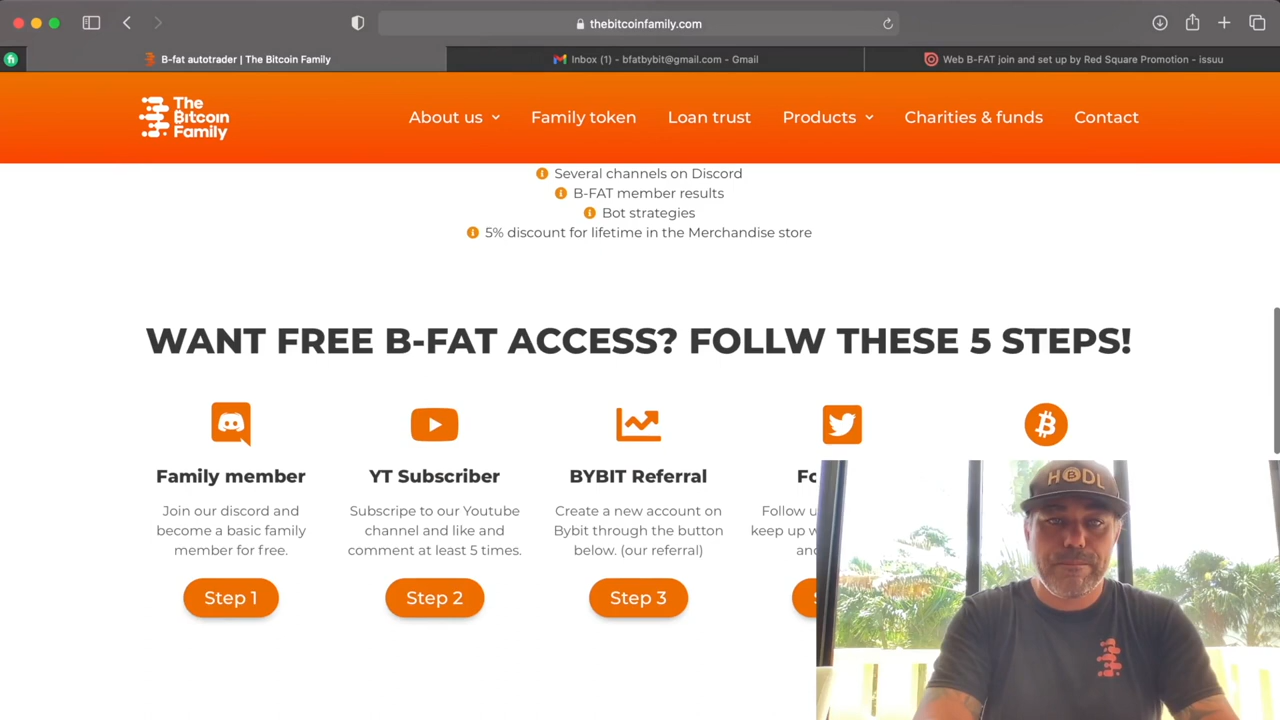 thebitcoinfamily.com
B-fat autotrader | The Bitcoin Family
Inbox (1) - bfatbybit@gmail.com - Gmail
Web B-FAT join and set up by Red Square Promotion - issuu
The
Bitcoin
Family
About us
Family token
Loan trust
Products
Charities & funds
Contact
Several channels on Discord
B-FAT member results
Bot strategies
5% discount for lifetime in the Merchandise store
WANT FREE B-FAT ACCESS? FOLLW THESE 5 STEPS!
Family member
YT Subscriber
BYBIT Referral
Join our discord and
become a basic family
member for free.
Subscripe to our Youtube
channel and like and
comment at least 5 times.
Create a new account on
Bybit through the button
below. (our referral)
Follow
keep up
Step 1
Step 2
Step 3
HODL